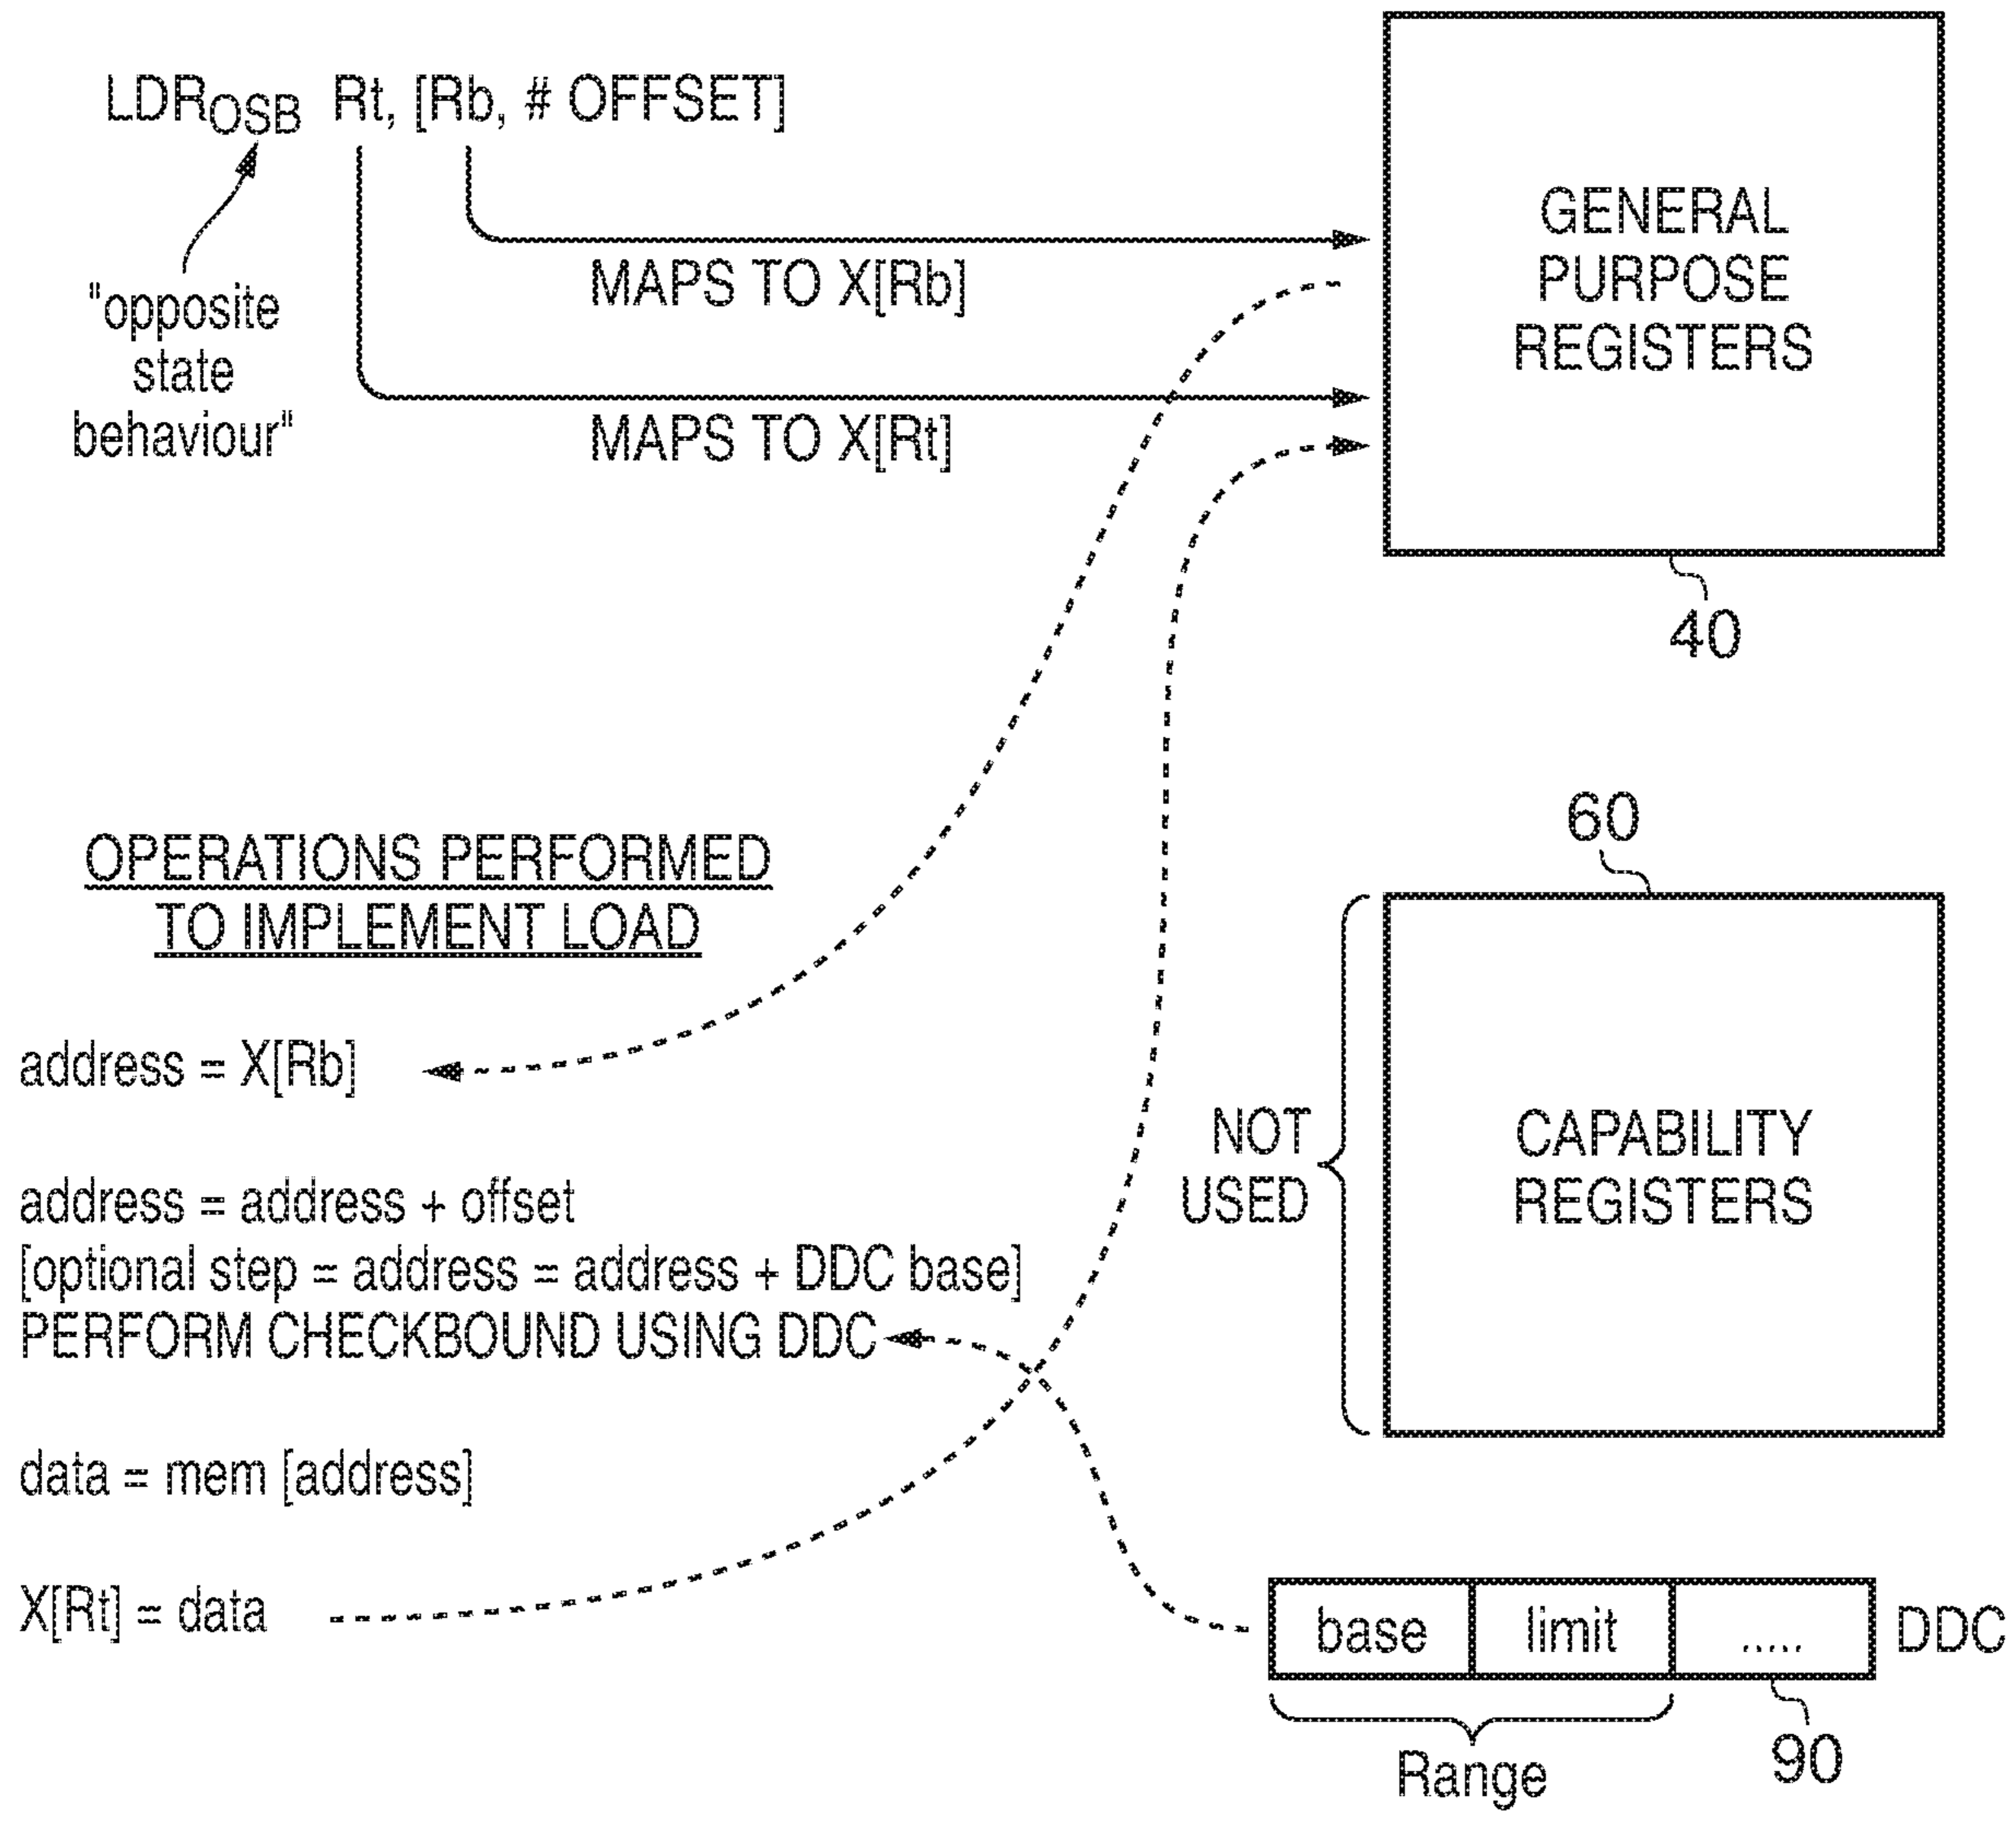 LDROSB Rt, [Rb, # OFFSET]
"opposite
state
behaviour"
MAPS TO X[Rb]
MAPS TO X[Rt]
GENERAL
PURPOSE
REGISTERS
40
OPERATIONS PERFORMED
TO IMPLEMENT LOAD
address = X[Rb]
address = address + offset
[optional step = address = address + DDC base]
PERFORM CHECKBOUND USING DDC
data = mem [address]
X[Rt] = data
60
NOT
USED
CAPABILITY
REGISTERS
base limit ..... DDC
Range
90